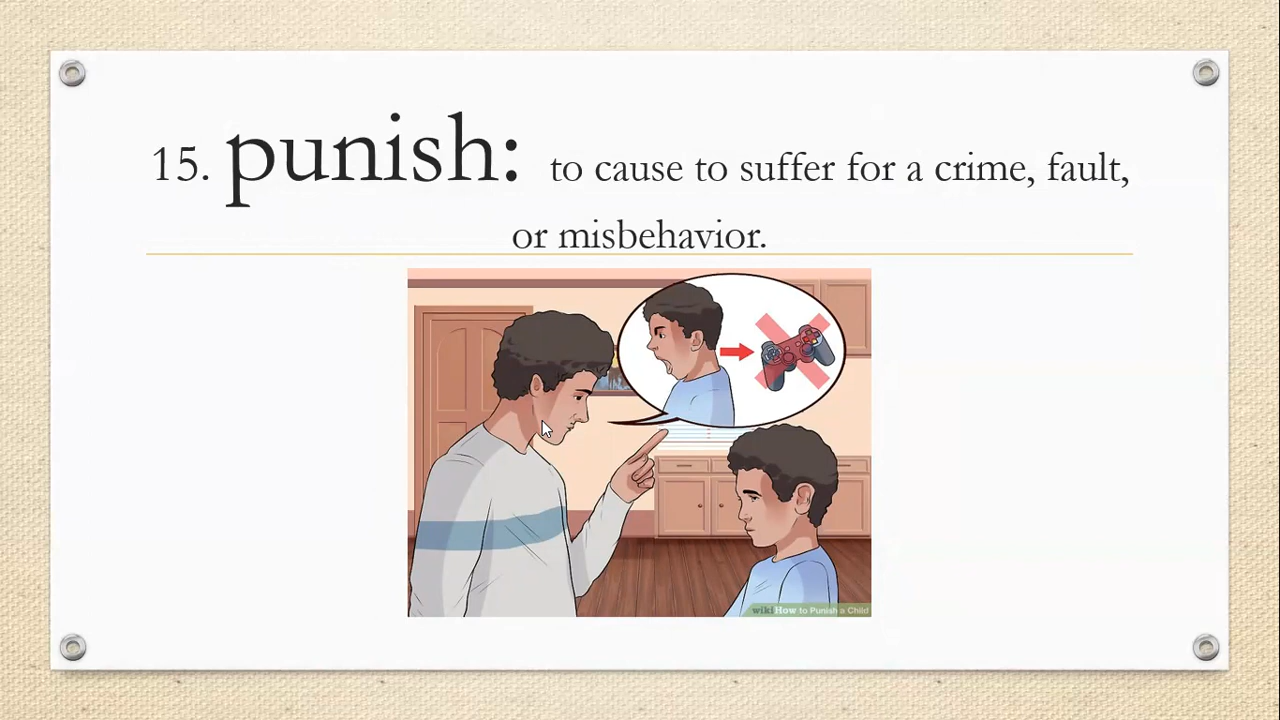 15. punish: to cause to suffer for a crime, fault,
or misbehavior.
wikiHow to Punish a Child